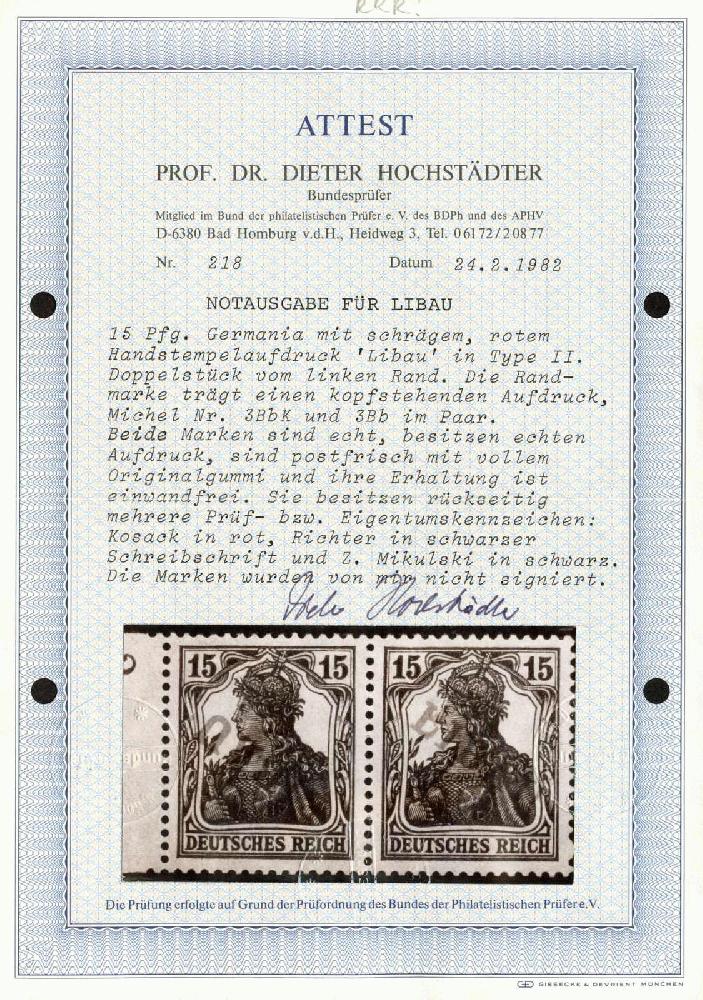 RRR!
ATTEST
PROF. DR. DIETER HOCHSTÄDTER
Bundesprüfer
Mitglied im Bund der philatelistischen Prüfer e. V. des BDPh und des APHV
D-6380 Bad Homburg v.d.H., Heidweg 3, Tel. 06172/20877
Nr. 218 Datum 24.2.1982
NOTAUSGABE FÜR LIBAU
15 Pfg. Germania mit schrägem, rotem
Handstempelaufdruck 'Libau' in Type II.
Doppelstück vom linken Rand. Die Rand-
marke trägt einen kopfstehenden Aufdruck,
Michel Nr. 3BbK und 3Bb im Paar.
Beide Marken sind echt, besitzen echten
Aufdruck, sind postfrisch mit vollem
Originalgummi und ihre Erhaltung ist
einwandfrei. Sie besitzen rückseitig
mehrere Prüf- bzw. Eigentumskennzeichen:
Kosack in rot, Richter in schwarzer
Schreibschrift und Z. Mikulski in schwarz.
Die Marken wurden von mir nicht signiert.
15 15 15 15
DEUTSCHES REICH DEUTSCHES REICH
Die Prüfung erfolgte auf Grund der Prüfordnung des Bundes der Philatelistischen Prüfer e.V.
GIESECKE & DEVRIENT MÜNCHEN